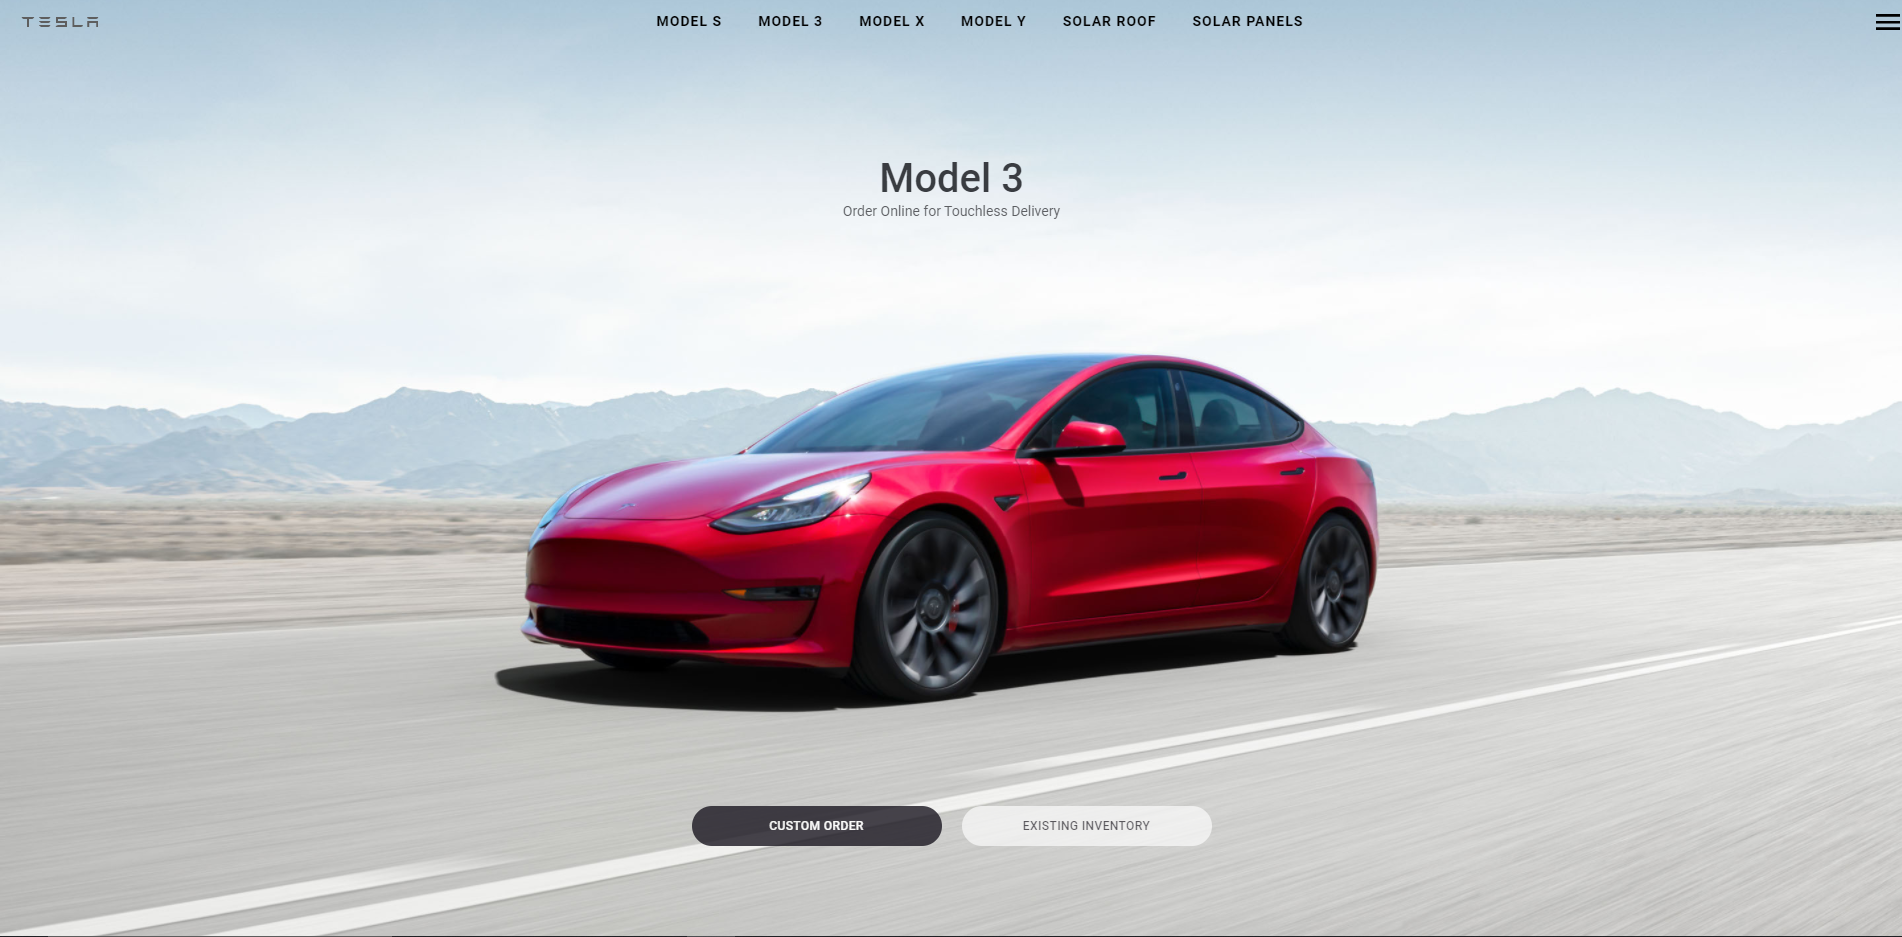 TESLA
MODEL S MODEL 3 MODEL X MODEL Y SOLAR ROOF SOLAR PANELS
Model 3
Order Online for Touchless Delivery
CUSTOM ORDER EXISTING INVENTORY